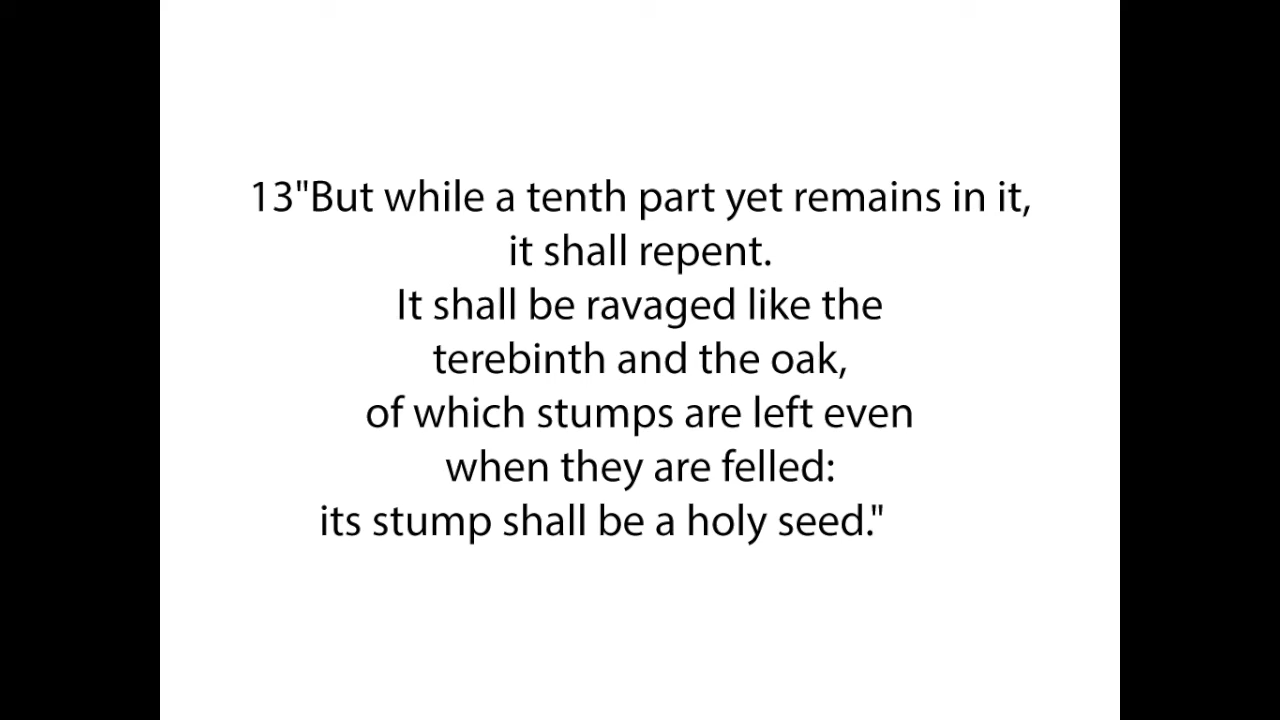 13"But while a tenth part yet remains in it,
it shall repent.
It shall be ravaged like the
terebinth and the oak,
of which stumps are left even
when they are felled:
its stump shall be a holy seed."